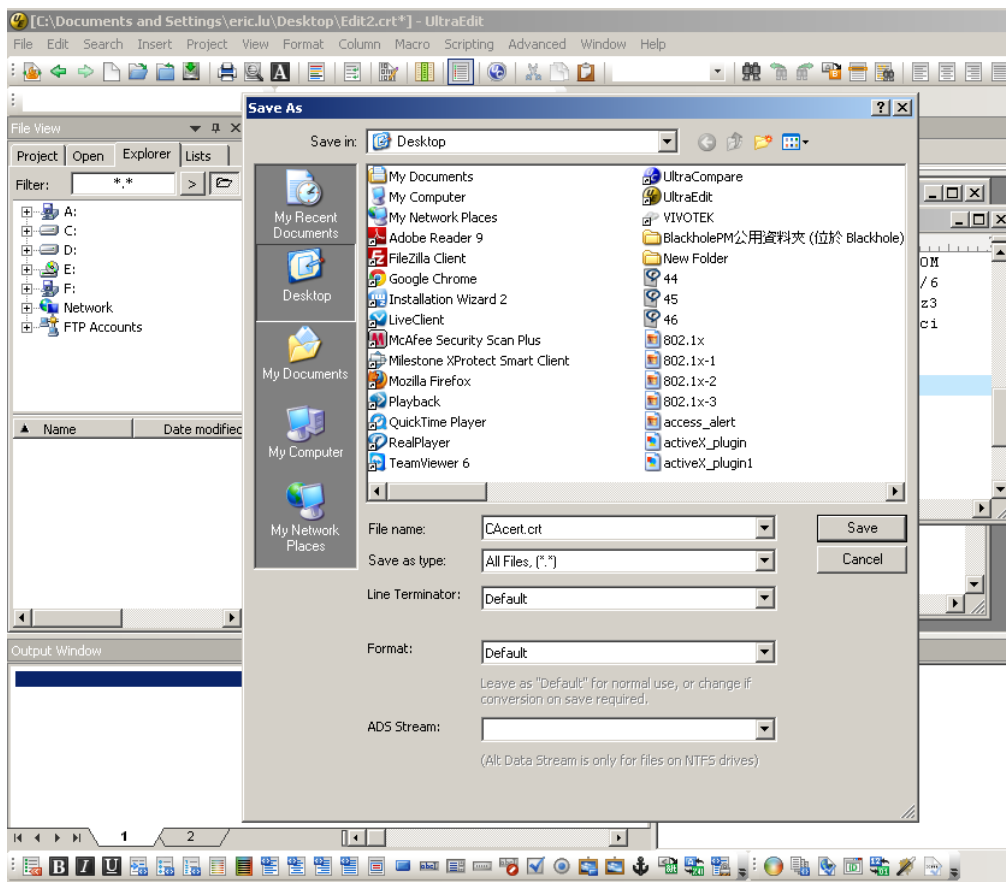 [C:\Documents and Settings\eric.lu\Desktop\Edit2.crt*] - UltraEdit
File Edit Search Insert Project View Format Column Macro Scripting Advanced Window Help
File View
Project Open Explorer Lists
Filter: *.* >
A:
C:
D:
E:
F:
Network
FTP Accounts
Name Date modified
Save As
Save in: Desktop
My Recent Documents
Desktop
My Documents
My Computer
My Network Places
My Documents
My Computer
My Network Places
Adobe Reader 9
FileZilla Client
Google Chrome
Installation Wizard 2
LiveClient
McAfee Security Scan Plus
Milestone XProtect Smart Client
Mozilla Firefox
Playback
QuickTime Player
RealPlayer
TeamViewer 6
UltraCompare
UltraEdit
VIVOTEK
BlackholePM公用資料夾 (位於 Blackhole)
New Folder
44
45
46
802.1x
802.1x-1
802.1x-2
802.1x-3
access_alert
activeX_plugin
activeX_plugin1
File name: CAcert.crt Save
Save as type: All Files, (*.*) Cancel
Line Terminator: Default
Format: Default
Leave as "Default" for normal use, or change if
conversion on save required.
ADS Stream:
(Alt Data Stream is only for files on NTFS drives)
OM
/6
z3
ci
Output Window
1 2
B I U